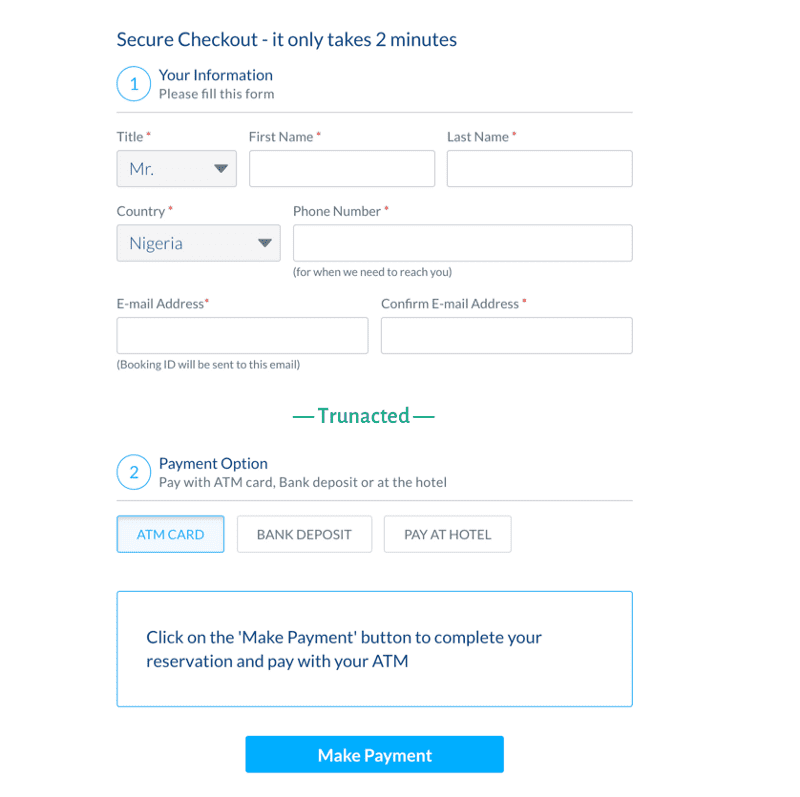 Secure Checkout - it only takes 2 minutes
1
Your Information
Please fill this form
Title * First Name * Last Name *
Mr.
Country * Phone Number *
Nigeria
(for when we need to reach you)
E-mail Address* Confirm E-mail Address *
(Booking ID will be sent to this email)
— Trunacted —
2
Payment Option
Pay with ATM card, Bank deposit or at the hotel
ATM CARD BANK DEPOSIT PAY AT HOTEL
Click on the 'Make Payment' button to complete your
reservation and pay with your ATM
Make Payment